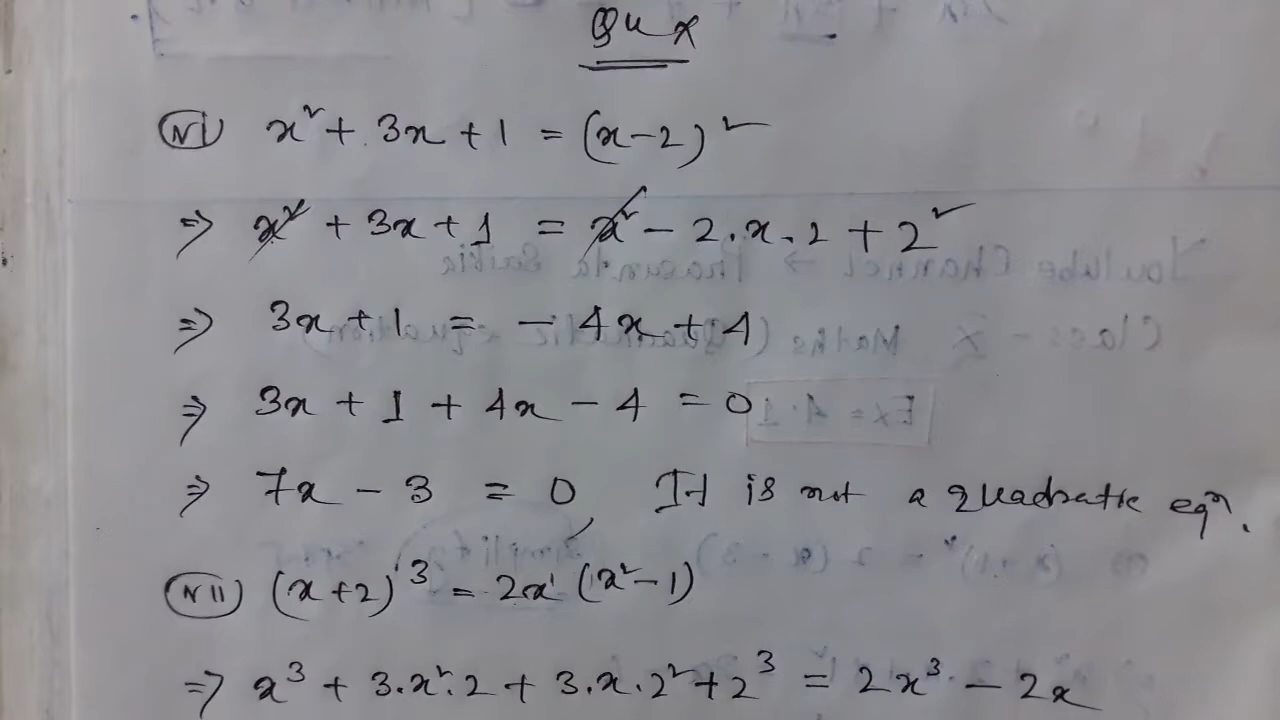 Qu x
(vi) x² + 3x + 1 = (x-2)²
⇒ x² + 3x + 1 = x² - 2.x.2 + 2²
⇒ 3x + 1 = - 4x + 4
⇒ 3x + 1 + 4x - 4 = 0
⇒ 7x - 3 = 0, It is not a quadratic eqⁿ.
(vii) (x+2)³ = 2x (x²-1)
⇒ x³ + 3.x².2 + 3.x.2² + 2³ = 2x³ - 2x